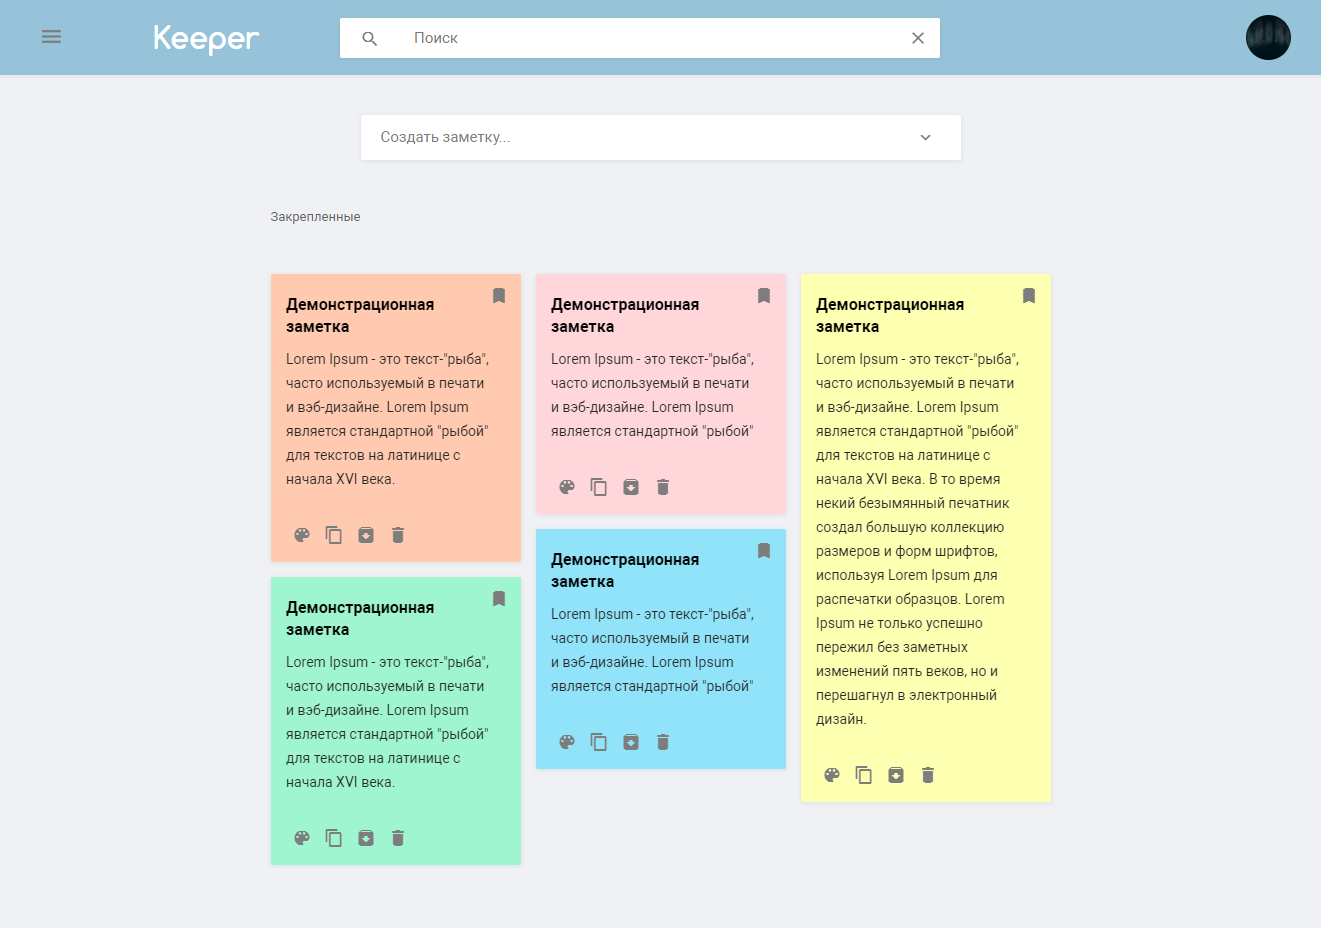 Keeper
Поиск
Создать заметку...
Закрепленные
Демонстрационная
заметка
Lorem Ipsum - это текст-"рыба",
часто используемый в печати
и вэб-дизайне. Lorem Ipsum
является стандартной "рыбой"
для текстов на латинице с
начала XVI века.
Демонстрационная
заметка
Lorem Ipsum - это текст-"рыба",
часто используемый в печати
и вэб-дизайне. Lorem Ipsum
является стандартной "рыбой"
для текстов на латинице с
начала XVI века.
Демонстрационная
заметка
Lorem Ipsum - это текст-"рыба",
часто используемый в печати
и вэб-дизайне. Lorem Ipsum
является стандартной "рыбой"
Демонстрационная
заметка
Lorem Ipsum - это текст-"рыба",
часто используемый в печати
и вэб-дизайне. Lorem Ipsum
является стандартной "рыбой"
Демонстрационная
заметка
Lorem Ipsum - это текст-"рыба",
часто используемый в печати
и вэб-дизайне. Lorem Ipsum
является стандартной "рыбой"
для текстов на латинице с
начала XVI века. В то время
некий безымянный печатник
создал большую коллекцию
размеров и форм шрифтов,
используя Lorem Ipsum для
распечатки образцов. Lorem
Ipsum не только успешно
пережил без заметных
изменений пять веков, но и
перешагнул в электронный
дизайн.